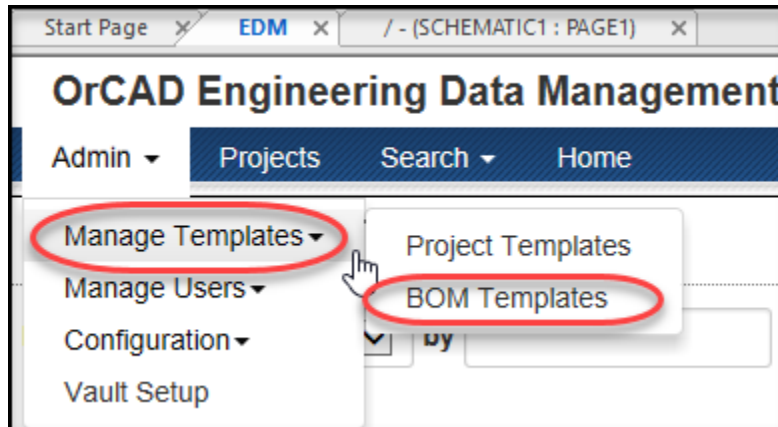 Start Page EDM / - (SCHEMATIC1 : PAGE1)
OrCAD Engineering Data Management
Admin Projects Search Home
Manage Templates Project Templates
Manage Users BOM Templates
Configuration by
Vault Setup